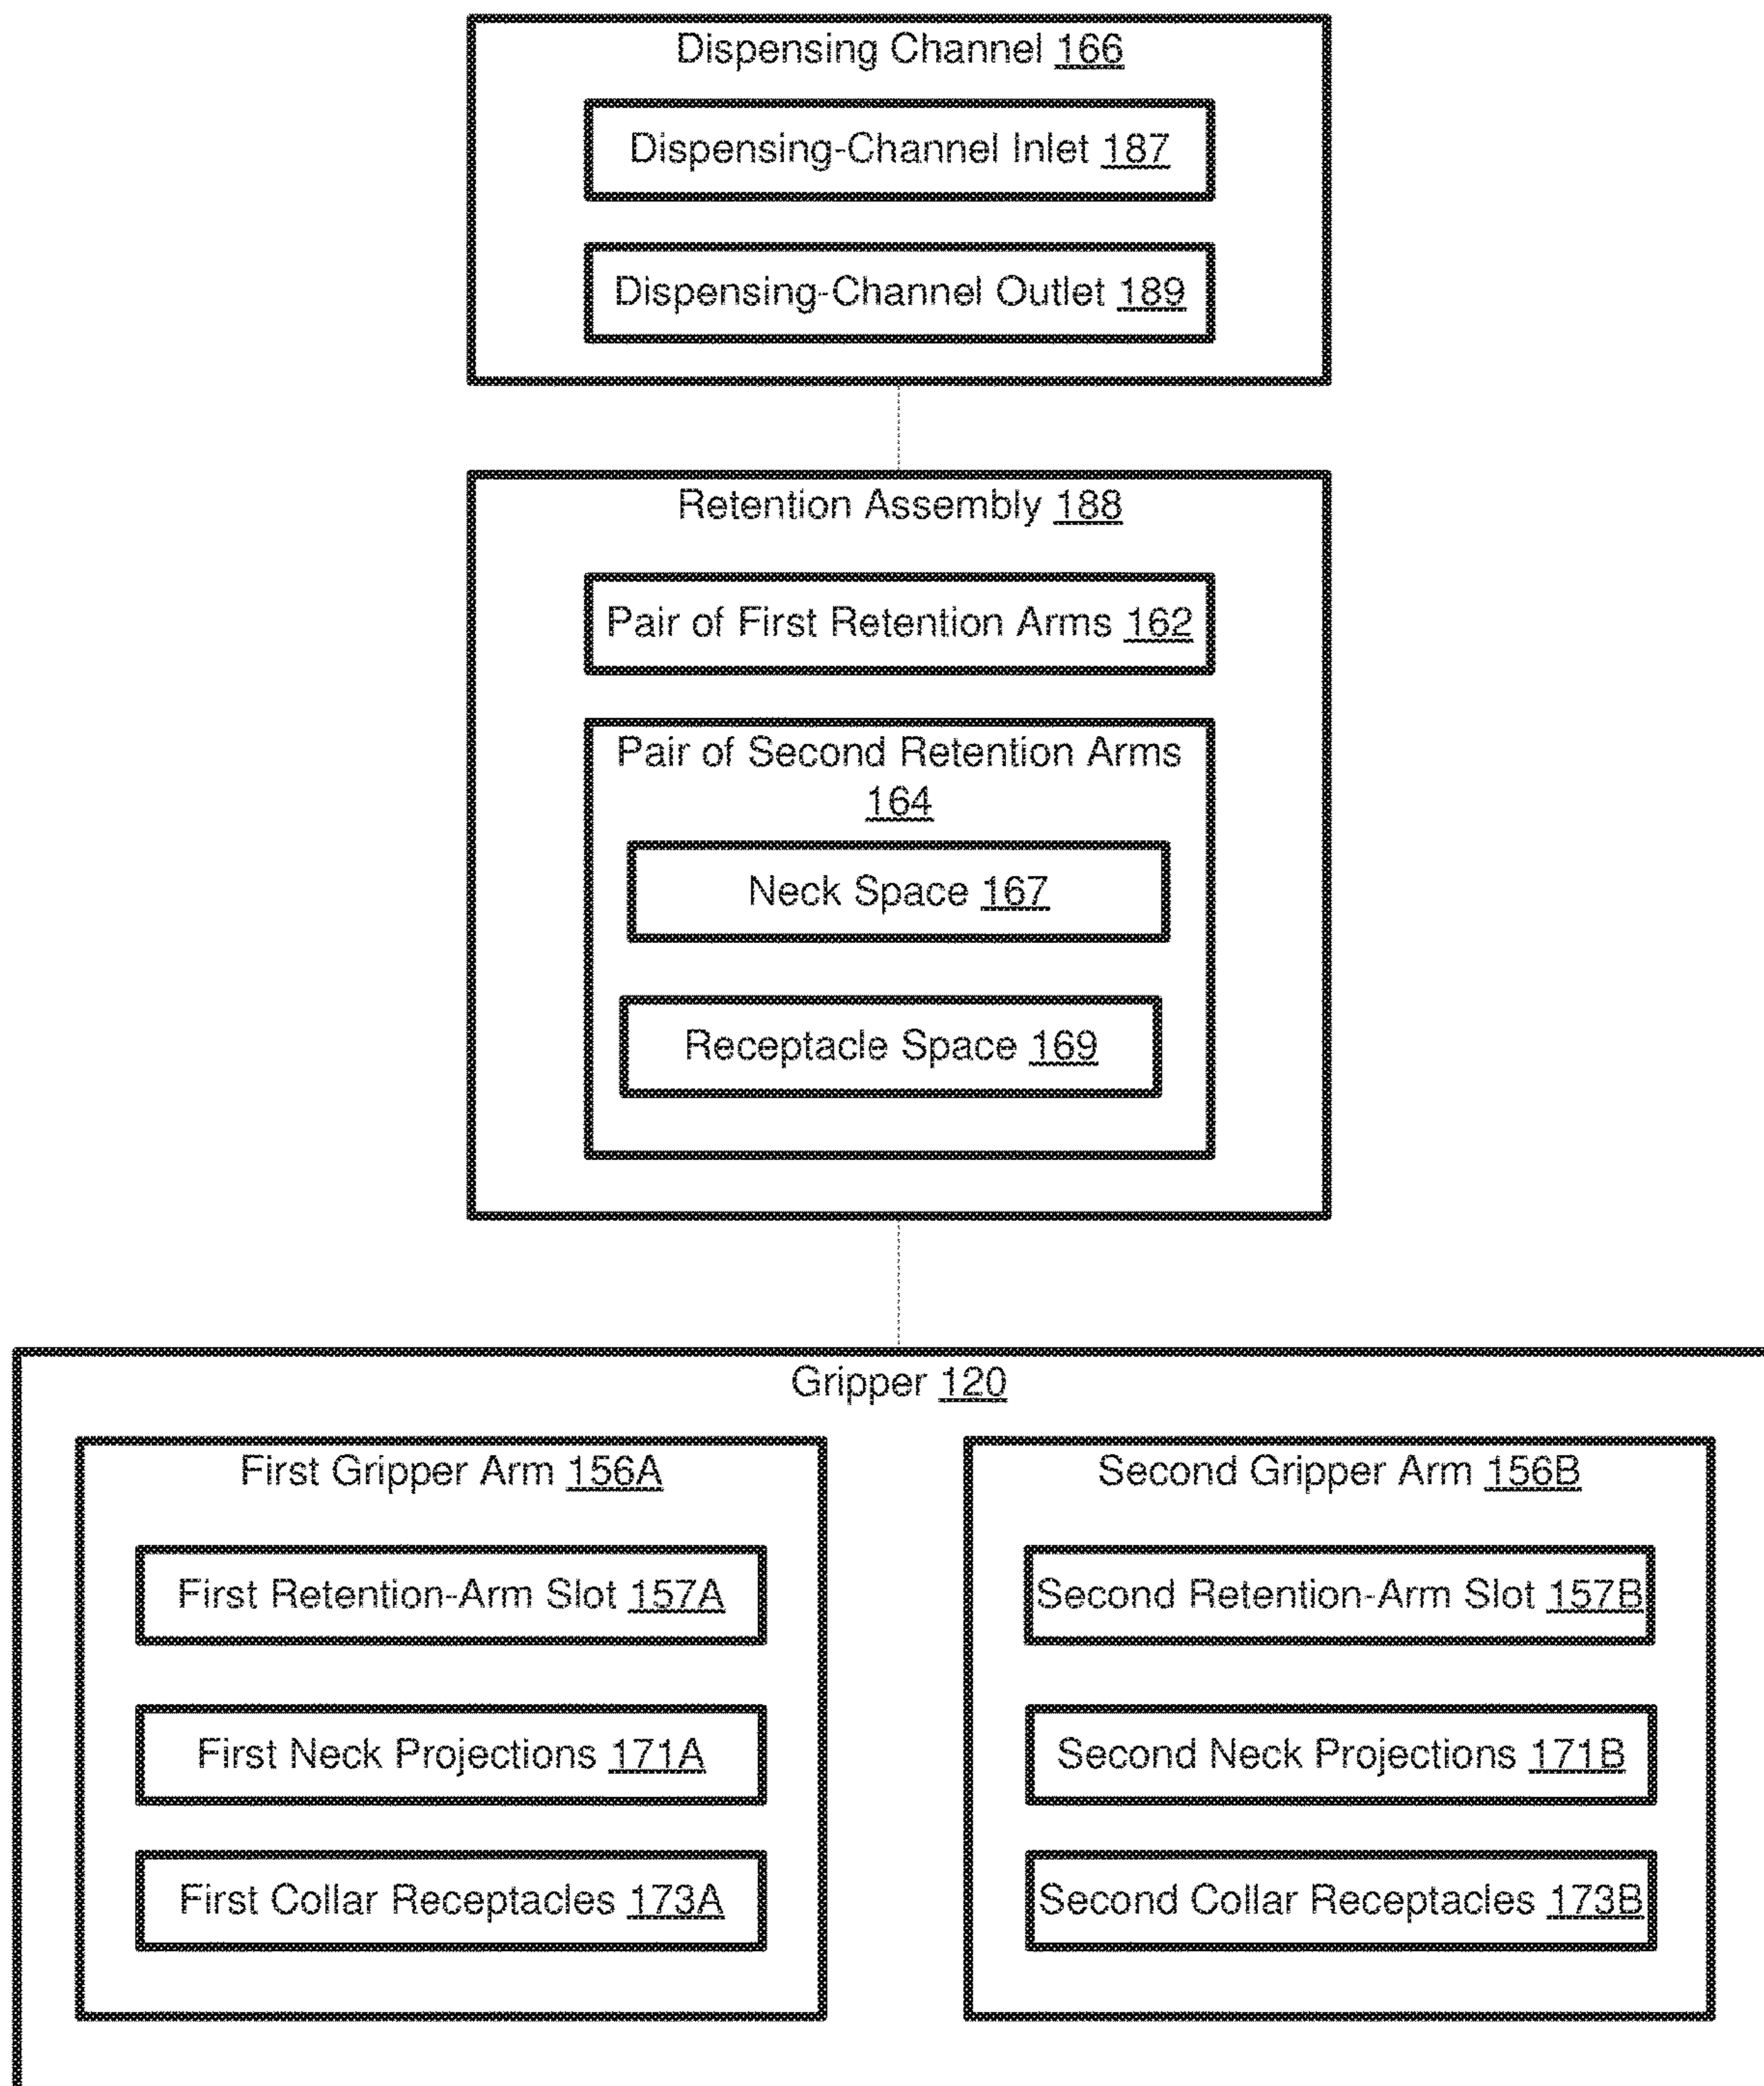 Dispensing Channel 166
Dispensing-Channel Inlet 187
Dispensing-Channel Outlet 189
Retention Assembly 188
Pair of First Retention Arms 162
Pair of Second Retention Arms
164
Neck Space 167
Receptacle Space 169
Gripper 120
First Gripper Arm 156A
First Retention-Arm Slot 157A
First Neck Projections 171A
First Collar Receptacles 173A
Second Gripper Arm 156B
Second Retention-Arm Slot 157B
Second Neck Projections 171B
Second Collar Receptacles 173B